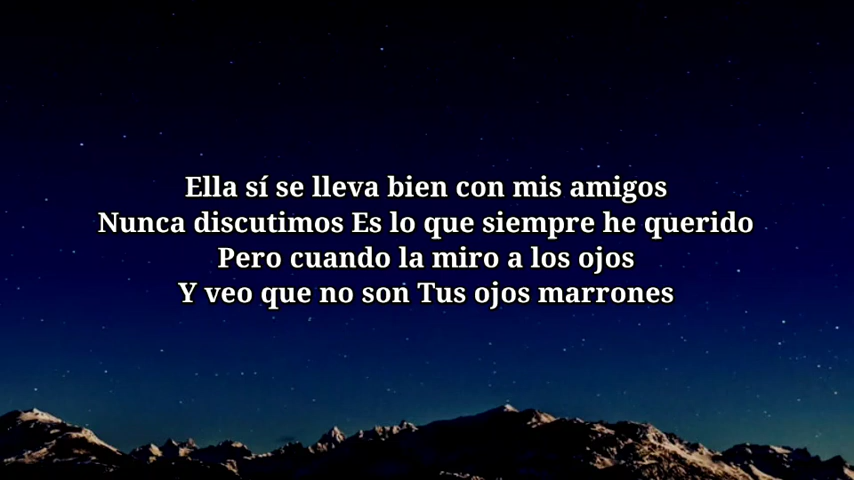 Ella sí se lleva bien con mis amigos
Nunca discutimos Es lo que siempre he querido
Pero cuando la miro a los ojos
Y veo que no son Tus ojos marrones